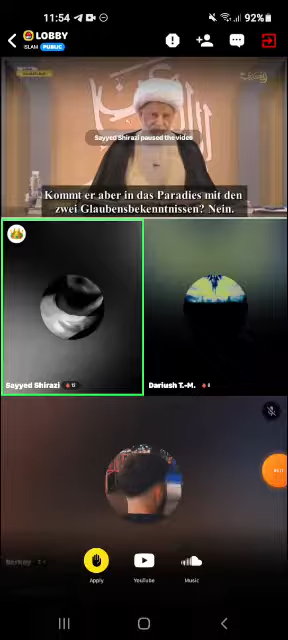 11:54
92%
LOBBY
ISLAM PUBLIC
Sayyed Shirazi paused the video
Kommt er aber in das Paradies mit den
zwei Glaubensbekenntnissen? Nein.
Sayyed Shirazi
Dariush T.-M.
Apply
YouTube
Music